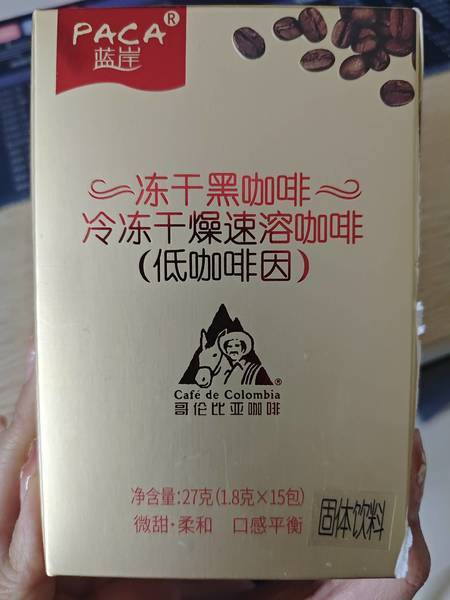 PACA®
蓝岸
冻干黑咖啡
冷冻干燥速溶咖啡
(低咖啡因)
Café de Colombia®
哥伦比亚咖啡
净含量:27克(1.8克×15包)
微甜·柔和 口感平衡
固体饮料